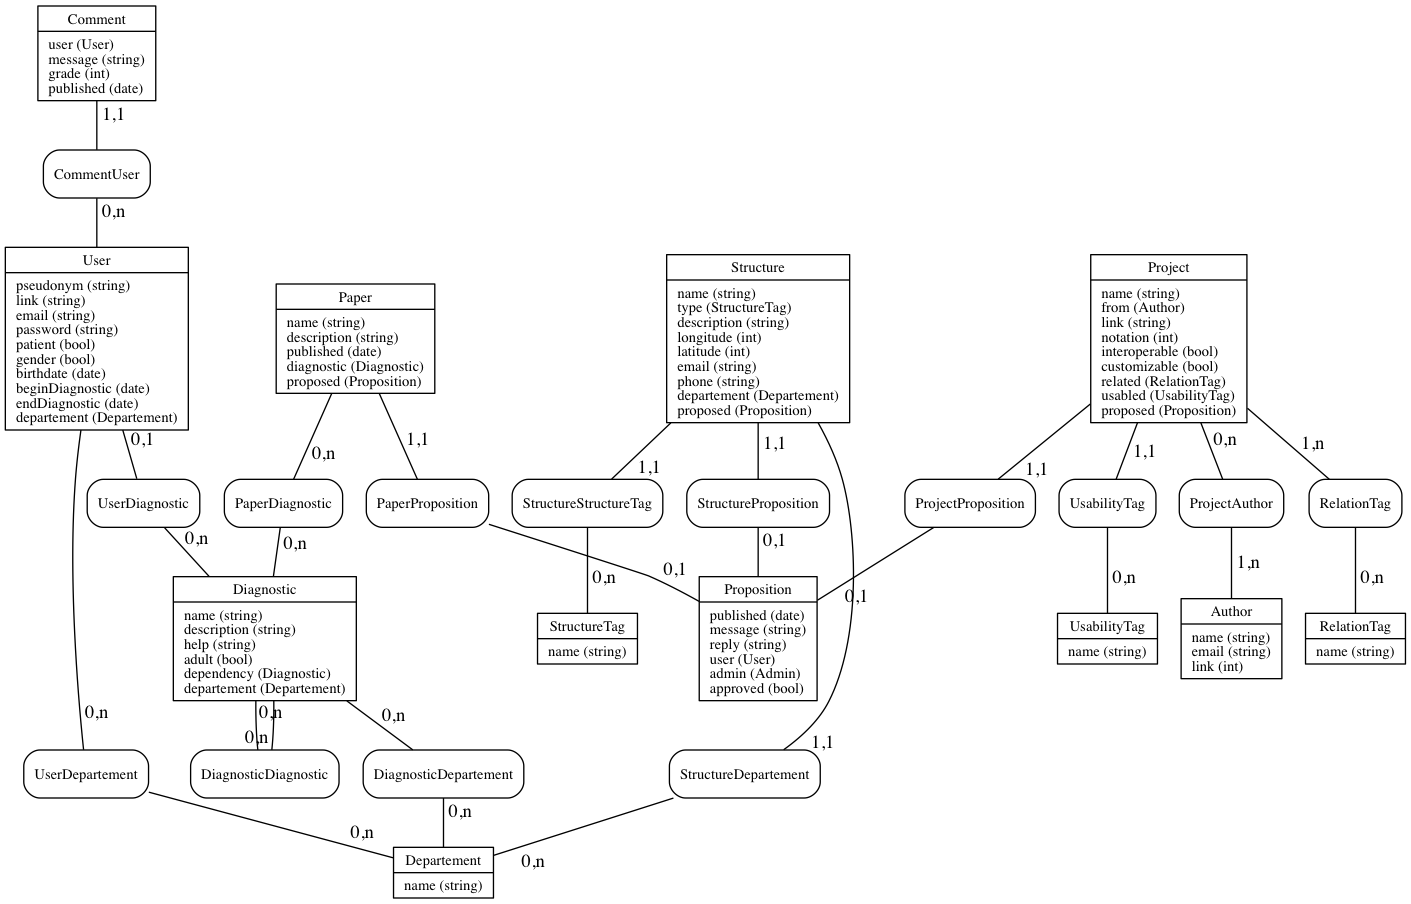 Comment
user (User)
message (string)
grade (int)
published (date)
1,1
CommentUser
0,n
User
pseudonym (string)
link (string)
email (string)
password (string)
patient (bool)
gender (bool)
birthdate (date)
beginDiagnostic (date)
endDiagnostic (date)
departement (Departement)
Paper
name (string)
description (string)
published (date)
diagnostic (Diagnostic)
proposed (Proposition)
Structure
name (string)
type (StructureTag)
description (string)
longitude (int)
latitude (int)
email (string)
phone (string)
departement (Departement)
proposed (Proposition)
Project
name (string)
from (Author)
link (string)
notation (int)
interoperable (bool)
customizable (bool)
related (RelationTag)
usabled (UsabilityTag)
proposed (Proposition)
0,1
0,n
1,1
1,1
1,1
1,1
1,1
0,n
1,n
UserDiagnostic
PaperDiagnostic
PaperProposition
StructureStructureTag
StructureProposition
ProjectProposition
UsabilityTag
ProjectAuthor
RelationTag
0,n
0,n
0,1
0,n
0,1
0,1
0,n
1,n
0,n
Diagnostic
name (string)
description (string)
help (string)
adult (bool)
dependency (Diagnostic)
departement (Departement)
StructureTag
name (string)
Proposition
published (date)
message (string)
reply (string)
user (User)
admin (Admin)
approved (bool)
UsabilityTag
name (string)
Author
name (string)
email (string)
link (int)
RelationTag
name (string)
0,n
0,n
0,n
0,n
1,1
UserDepartement
DiagnosticDiagnostic
DiagnosticDepartement
StructureDepartement
0,n
0,n
0,n
Departement
name (string)